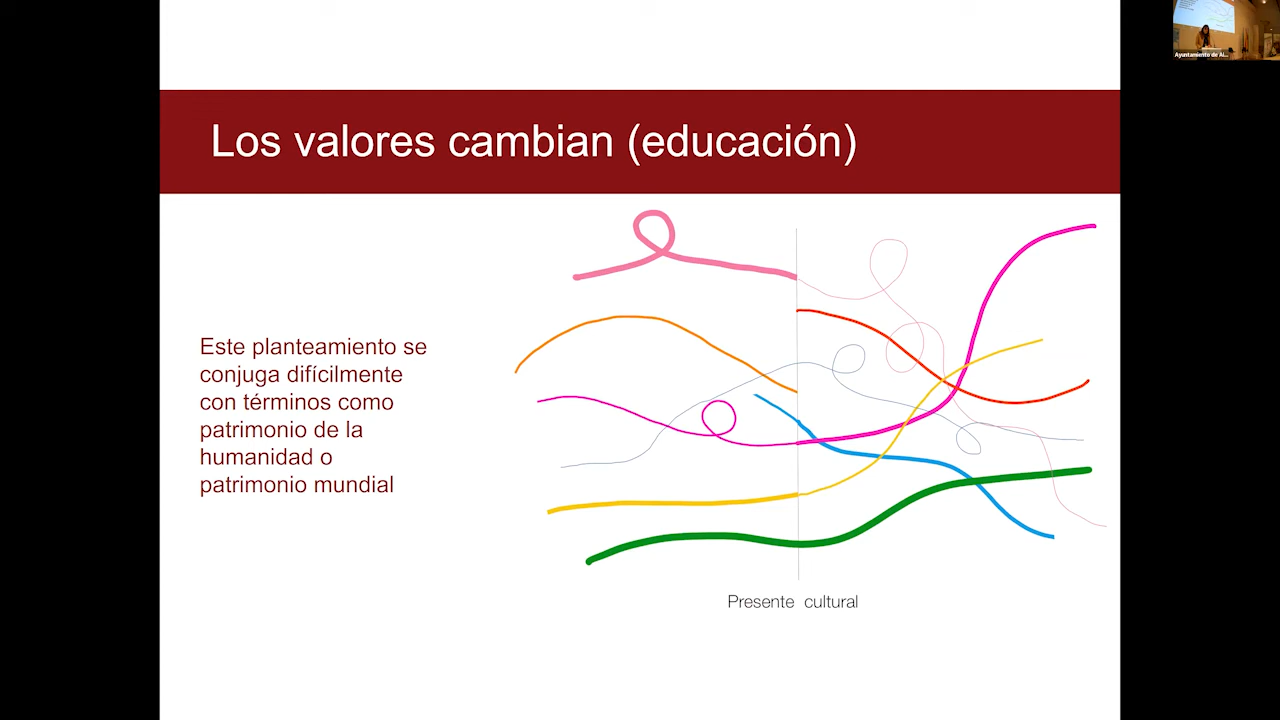 Los valores cambian (educación)
Este planteamiento se
conjuga difícilmente
con términos como
patrimonio de la
humanidad o
patrimonio mundial
Presente cultural
Ayuntamiento de Al...